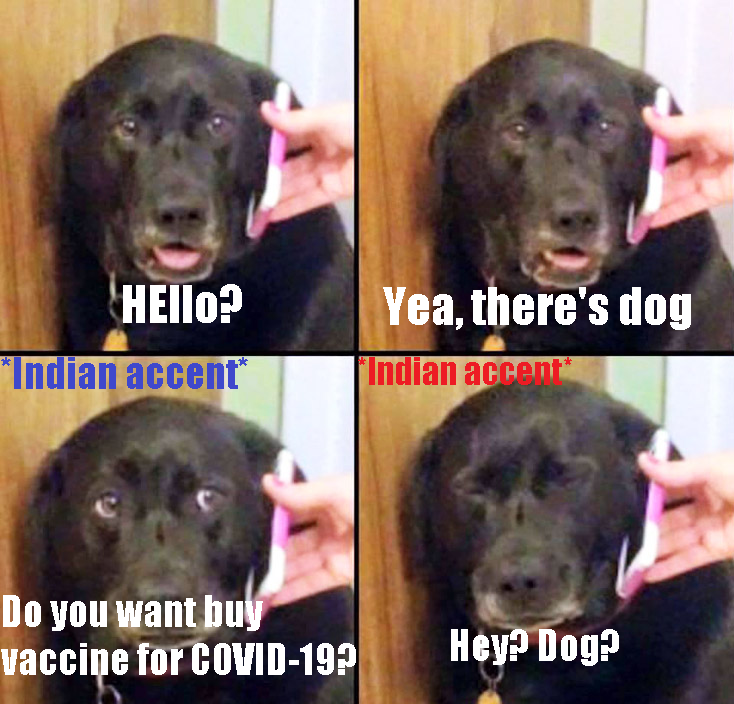 HEllo?
Yea, there's dog
*Indian accent*
Do you want buy
vaccine for COVID-19?
*Indian accent*
Hey? Dog?